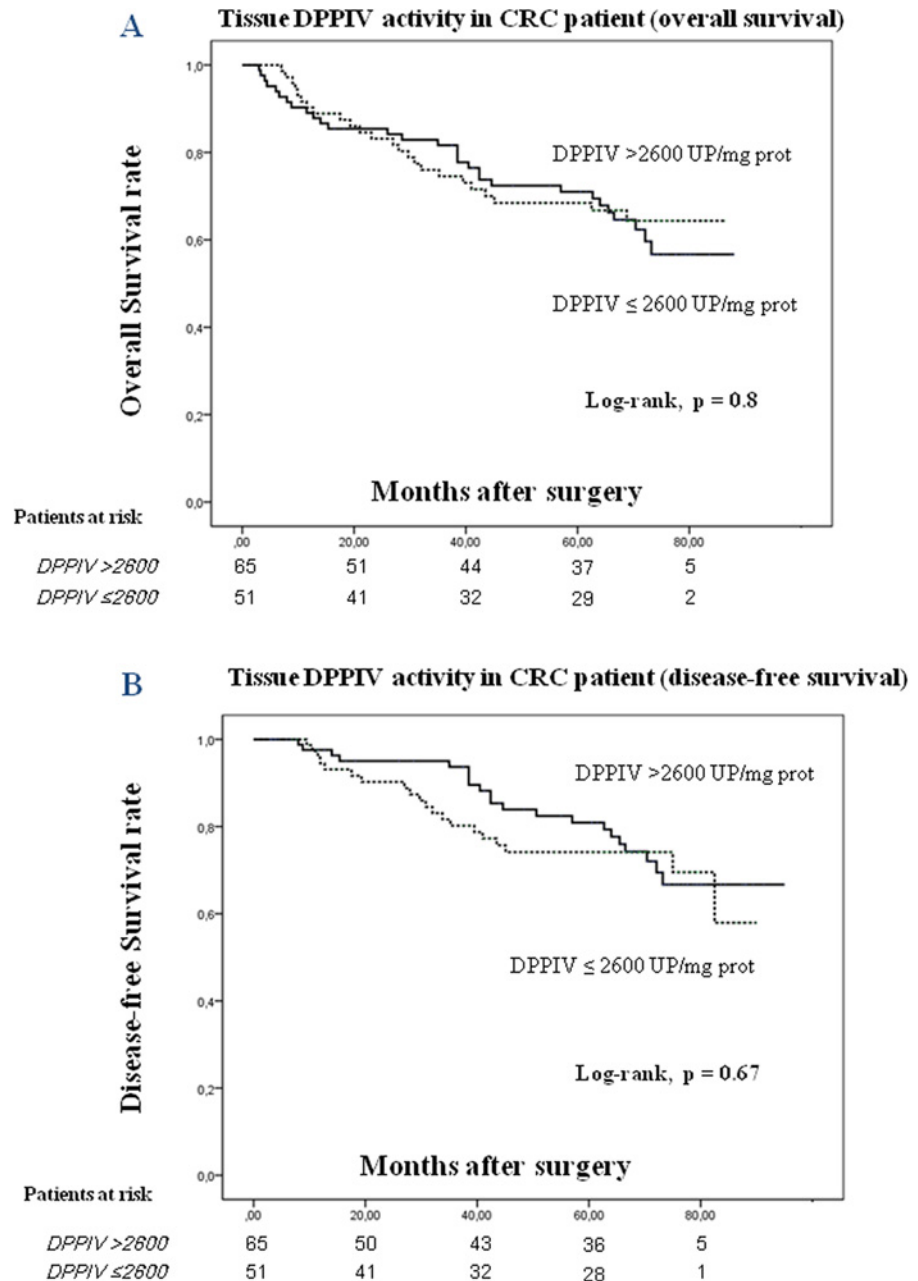 A
Tissue DPPIV activity in CRC patient (overall survival)
Overall Survival rate
1,0
0,8
0,6
0,4
0,2
0,0
DPPIV >2600 UP/mg prot
DPPIV ≤ 2600 UP/mg prot
Log-rank, p = 0.8
Months after surgery
,00 20,00 40,00 60,00 80,00
Patients at risk
DPPIV >2600 65 51 44 37 5
DPPIV ≤2600 51 41 32 29 2
B
Tissue DPPIV activity in CRC patient (disease-free survival)
Disease-free Survival rate
1,0
0,8
0,6
0,4
0,2
0,0
DPPIV >2600 UP/mg prot
DPPIV ≤ 2600 UP/mg prot
Log-rank, p = 0.67
Months after surgery
,00 20,00 40,00 60,00 80,00
Patients at risk
DPPIV >2600 65 50 43 36 5
DPPIV ≤2600 51 41 32 28 1